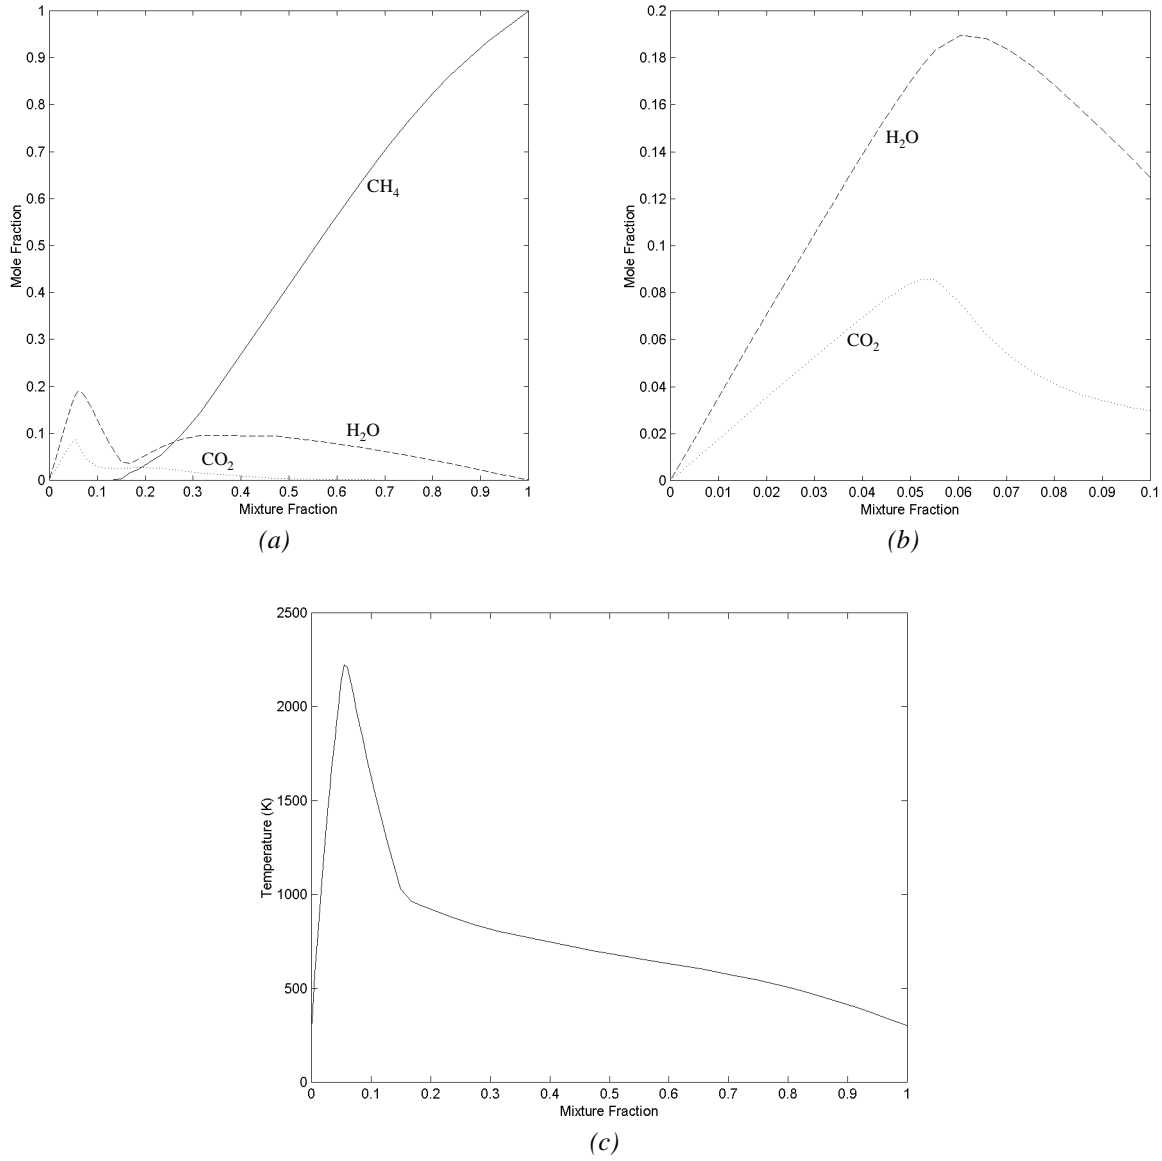 1
0.9
0.8
0.7
0.6
0.5
0.4
0.3
0.2
0.1
0
Mole Fraction
CH4
H2O
CO2
0 0.1 0.2 0.3 0.4 0.5 0.6 0.7 0.8 0.9 1
Mixture Fraction
(a)
0.2
0.18
0.16
0.14
0.12
0.1
0.08
0.06
0.04
0.02
0
Mole Fraction
H2O
CO2
0 0.01 0.02 0.03 0.04 0.05 0.06 0.07 0.08 0.09 0.1
Mixture Fraction
(b)
2500
2000
1500
1000
500
0
Temperature (K)
0 0.1 0.2 0.3 0.4 0.5 0.6 0.7 0.8 0.9 1
Mixture Fraction
(c)